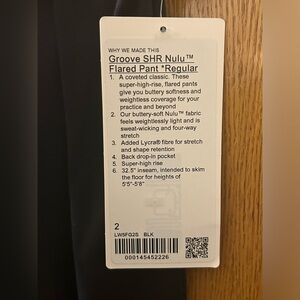 WHY WE MADE THIS
Groove SHR Nulu™
Flared Pant *Regular
1. A coveted classic. These
super-high-rise, flared pants
give you buttery softness and
weightless coverage for your
practice and beyond
2. Our buttery-soft Nulu™ fabric
feels weightlessly light and is
sweat-wicking and four-way
stretch
3. Added Lycra® fibre for stretch
and shape retention
4. Back drop-in pocket
5. Super-high rise
6. 32.5" inseam, intended to skim
the floor for heights of
5'5"-5'8"
2
LW5FG2S BLK
000145452226